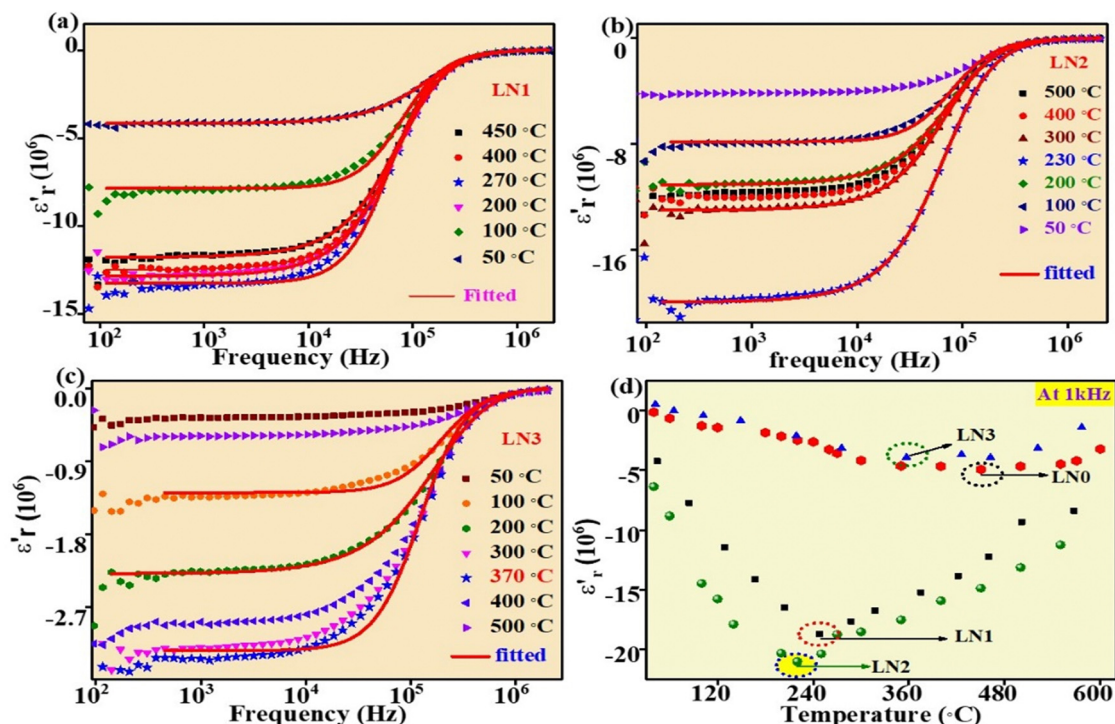 (a)
0
-5
-10
-15
ε'r (10⁶)
LN1
450 °C
400 °C
270 °C
200 °C
100 °C
50 °C
Fitted
10² 10³ 10⁴ 10⁵ 10⁶
Frequency (Hz)
(b)
0
-8
-16
ε'r (10⁶)
LN2
500 °C
400 °C
300 °C
230 °C
200 °C
100 °C
50 °C
fitted
10² 10³ 10⁴ 10⁵ 10⁶
frequency (Hz)
(c)
0.0
-0.9
-1.8
-2.7
ε'r (10⁶)
LN3
50 °C
100 °C
200 °C
300 °C
370 °C
400 °C
500 °C
fitted
10² 10³ 10⁴ 10⁵ 10⁶
Frequency (Hz)
(d)
At 1kHz
0
-5
-10
-15
-20
ε'r (10⁶)
LN3
LN0
LN1
LN2
120 240 360 480 600
Temperature (°C)